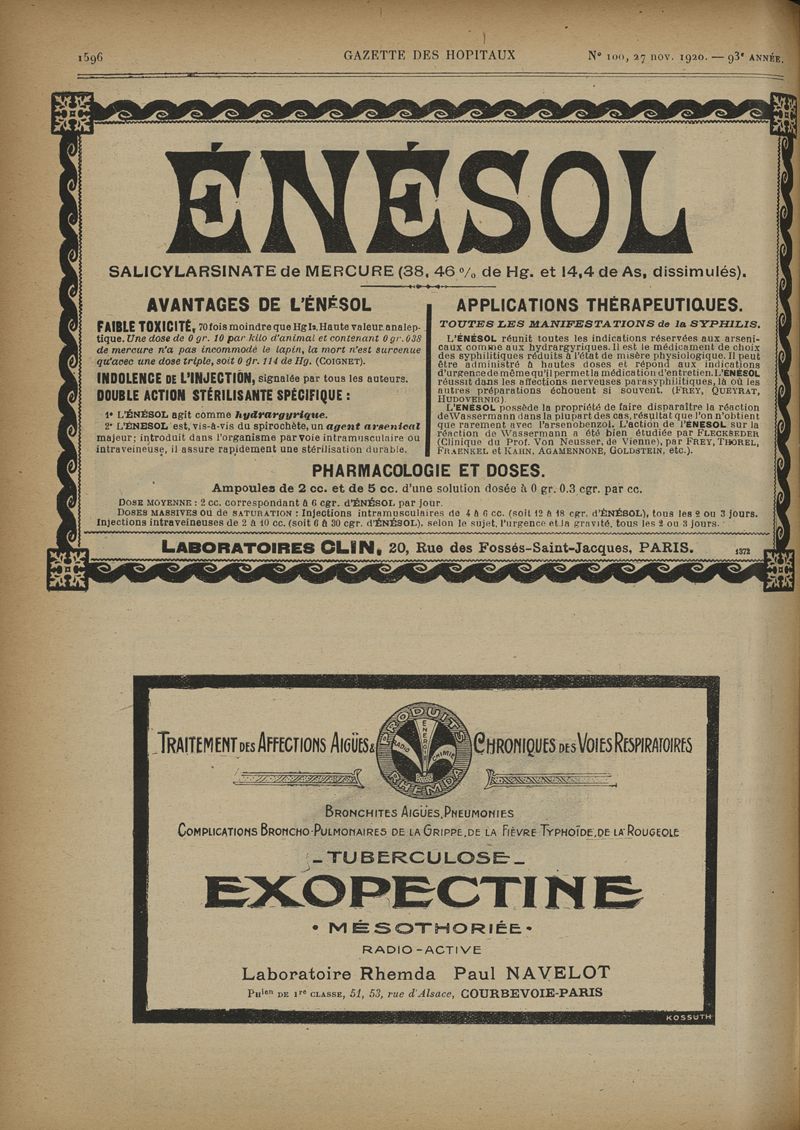 1596
GAZETTE DES HOPITAUX
N° 100, 27 NOV. 1920. — 93e ANNÉE.
ÉNÉSOL
SALICYLARSINATE de MERCURE (38, 46 % de Hg. et 14,4 de As, dissimulés).
AVANTAGES DE L'ÉNÉSOL
FAIBLE TOXICITÉ, 70 fois moindre que HgI2. Haute valeur analep-
tique. Une dose de 0 gr. 10 par kilo d'animal et contenant 0 gr. 038
de mercure n'a pas incommodé le lapin, la mort n'est survenue
qu'avec une dose triple, soit 0 gr. 114 de Hg. (COIGNET).
INDOLENCE DE L'INJECTION, signalée par tous les auteurs.
DOUBLE ACTION STÉRILISANTE SPÉCIFIQUE :
1° L'ÉNÉSOL agit comme hydrargyrique.
2° L'ÉNESOL est, vis-à-vis du spirochète, un agent arsenical
majeur; introduit dans l'organisme par voie intramusculaire ou
intraveineuse, il assure rapidement une stérilisation durable.
APPLICATIONS THÉRAPEUTIQUES.
TOUTES LES MANIFESTATIONS de la SYPHILIS.
L'ÉNÉSOL réunit toutes les indications réservées aux arseni-
caux comme aux hydrargyriques. Il est le médicament de choix
des syphilitiques réduits à l'état de misère physiologique. Il peut
être administré à hautes doses et répond aux indications
d'urgence de même qu'il permet la médication d'entretien. L'ÉNÉSOL
réussit dans les affections nerveuses parasyphilitiques, là où les
autres préparations échouent si souvent. (FREY, QUEYRAT,
HUDOVERNIG)
L'ÉNÉSOL possède la propriété de faire disparaître la réaction
de Wassermann dans la plupart des cas, résultat que l'on n'obtient
que rarement avec l'arsenobenzol. L'action de l'ÉNÉSOL sur la
réaction de Wassermann a été bien étudiée par FLECKSEDER
(Clinique du Prof. Von Neusser, de Vienne), par FREY, THOREL,
FRAENKEL et KAHN, AGAMENNONE, GOLDSTEIN, etc.).
PHARMACOLOGIE ET DOSES.
Ampoules de 2 cc. et de 5 cc. d'une solution dosée à 0 gr. 0.3 cgr. par cc.
DOSE MOYENNE : 2 cc. correspondant à 6 cgr. d'ÉNÉSOL par jour.
DOSES MASSIVES OU DE SATURATION : Injections intramusculaires de 4 à 6 cc. (soit 12 à 18 cgr. d'ÉNÉSOL), tous les 2 ou 3 jours.
Injections intraveineuses de 2 à 10 cc. (soit 6 à 30 cgr. d'ÉNÉSOL), selon le sujet, l'urgence et la gravité, tous les 2 ou 3 jours.
LABORATOIRES CLIN, 20, Rue des Fossés-Saint-Jacques, PARIS.
1372
TRAITEMENT DES AFFECTIONS AIGÜES &
PRODUITS
RHEMDA
ENERGIE
RADIO
CHIMIE
CHRONIQUES DES VOIES RESPIRATOIRES
BRONCHITES AIGÜES, PNEUMONIES
COMPLICATIONS BRONCHO-PULMONAIRES DE LA GRIPPE, DE LA FIÈVRE TYPHOÏDE, DE LA ROUGEOLE
- TUBERCULOSE -
EXOPECTINE
• MÉSOTHORIÉE •
RADIO-ACTIVE
Laboratoire Rhemda Paul NAVELOT
Phien DE 1re CLASSE, 51, 53, rue d'Alsace, COURBEVOIE-PARIS
KOSSUTH